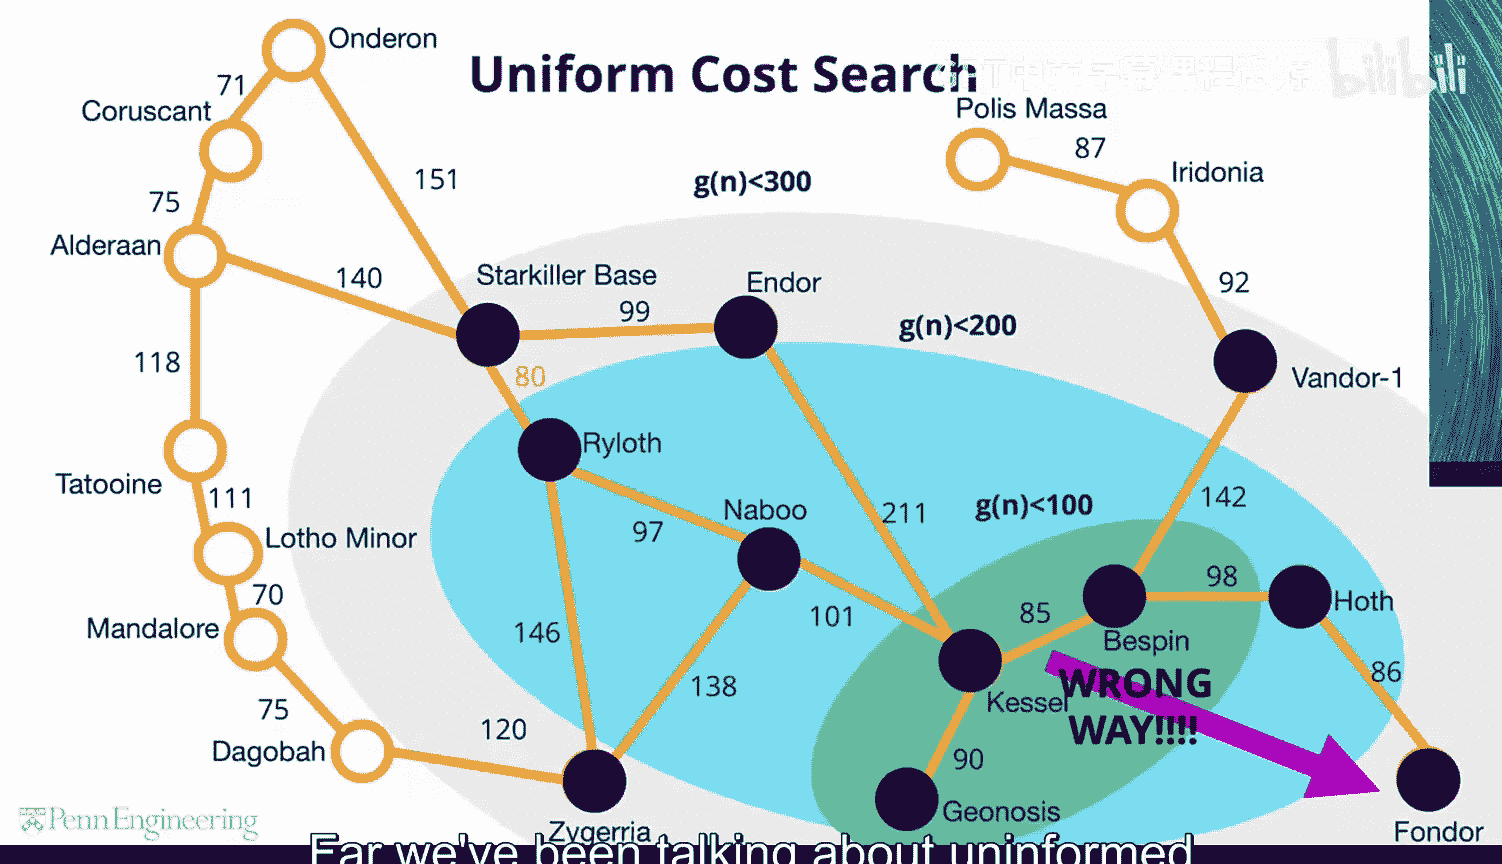 Onderon
Uniform Cost Search
bilibili
71
Coruscant
Polis Massa
87
Iridonia
151
g(n)<300
75
Alderaan
140
Starkiller Base
Endor
92
99
g(n)<200
118
80
Vandor-1
Ryloth
Tatooine
111
Naboo
211
g(n)<100
142
97
Lotho Minor
70
98
Mandalore
146
101
85
Hoth
Bespin
138
Kessel
WRONG
WAY!!!!
86
75
Dagobah
120
90
Geonosis
Penn Engineering
Zygerria
Fondor
Far we've been talking about uninformed